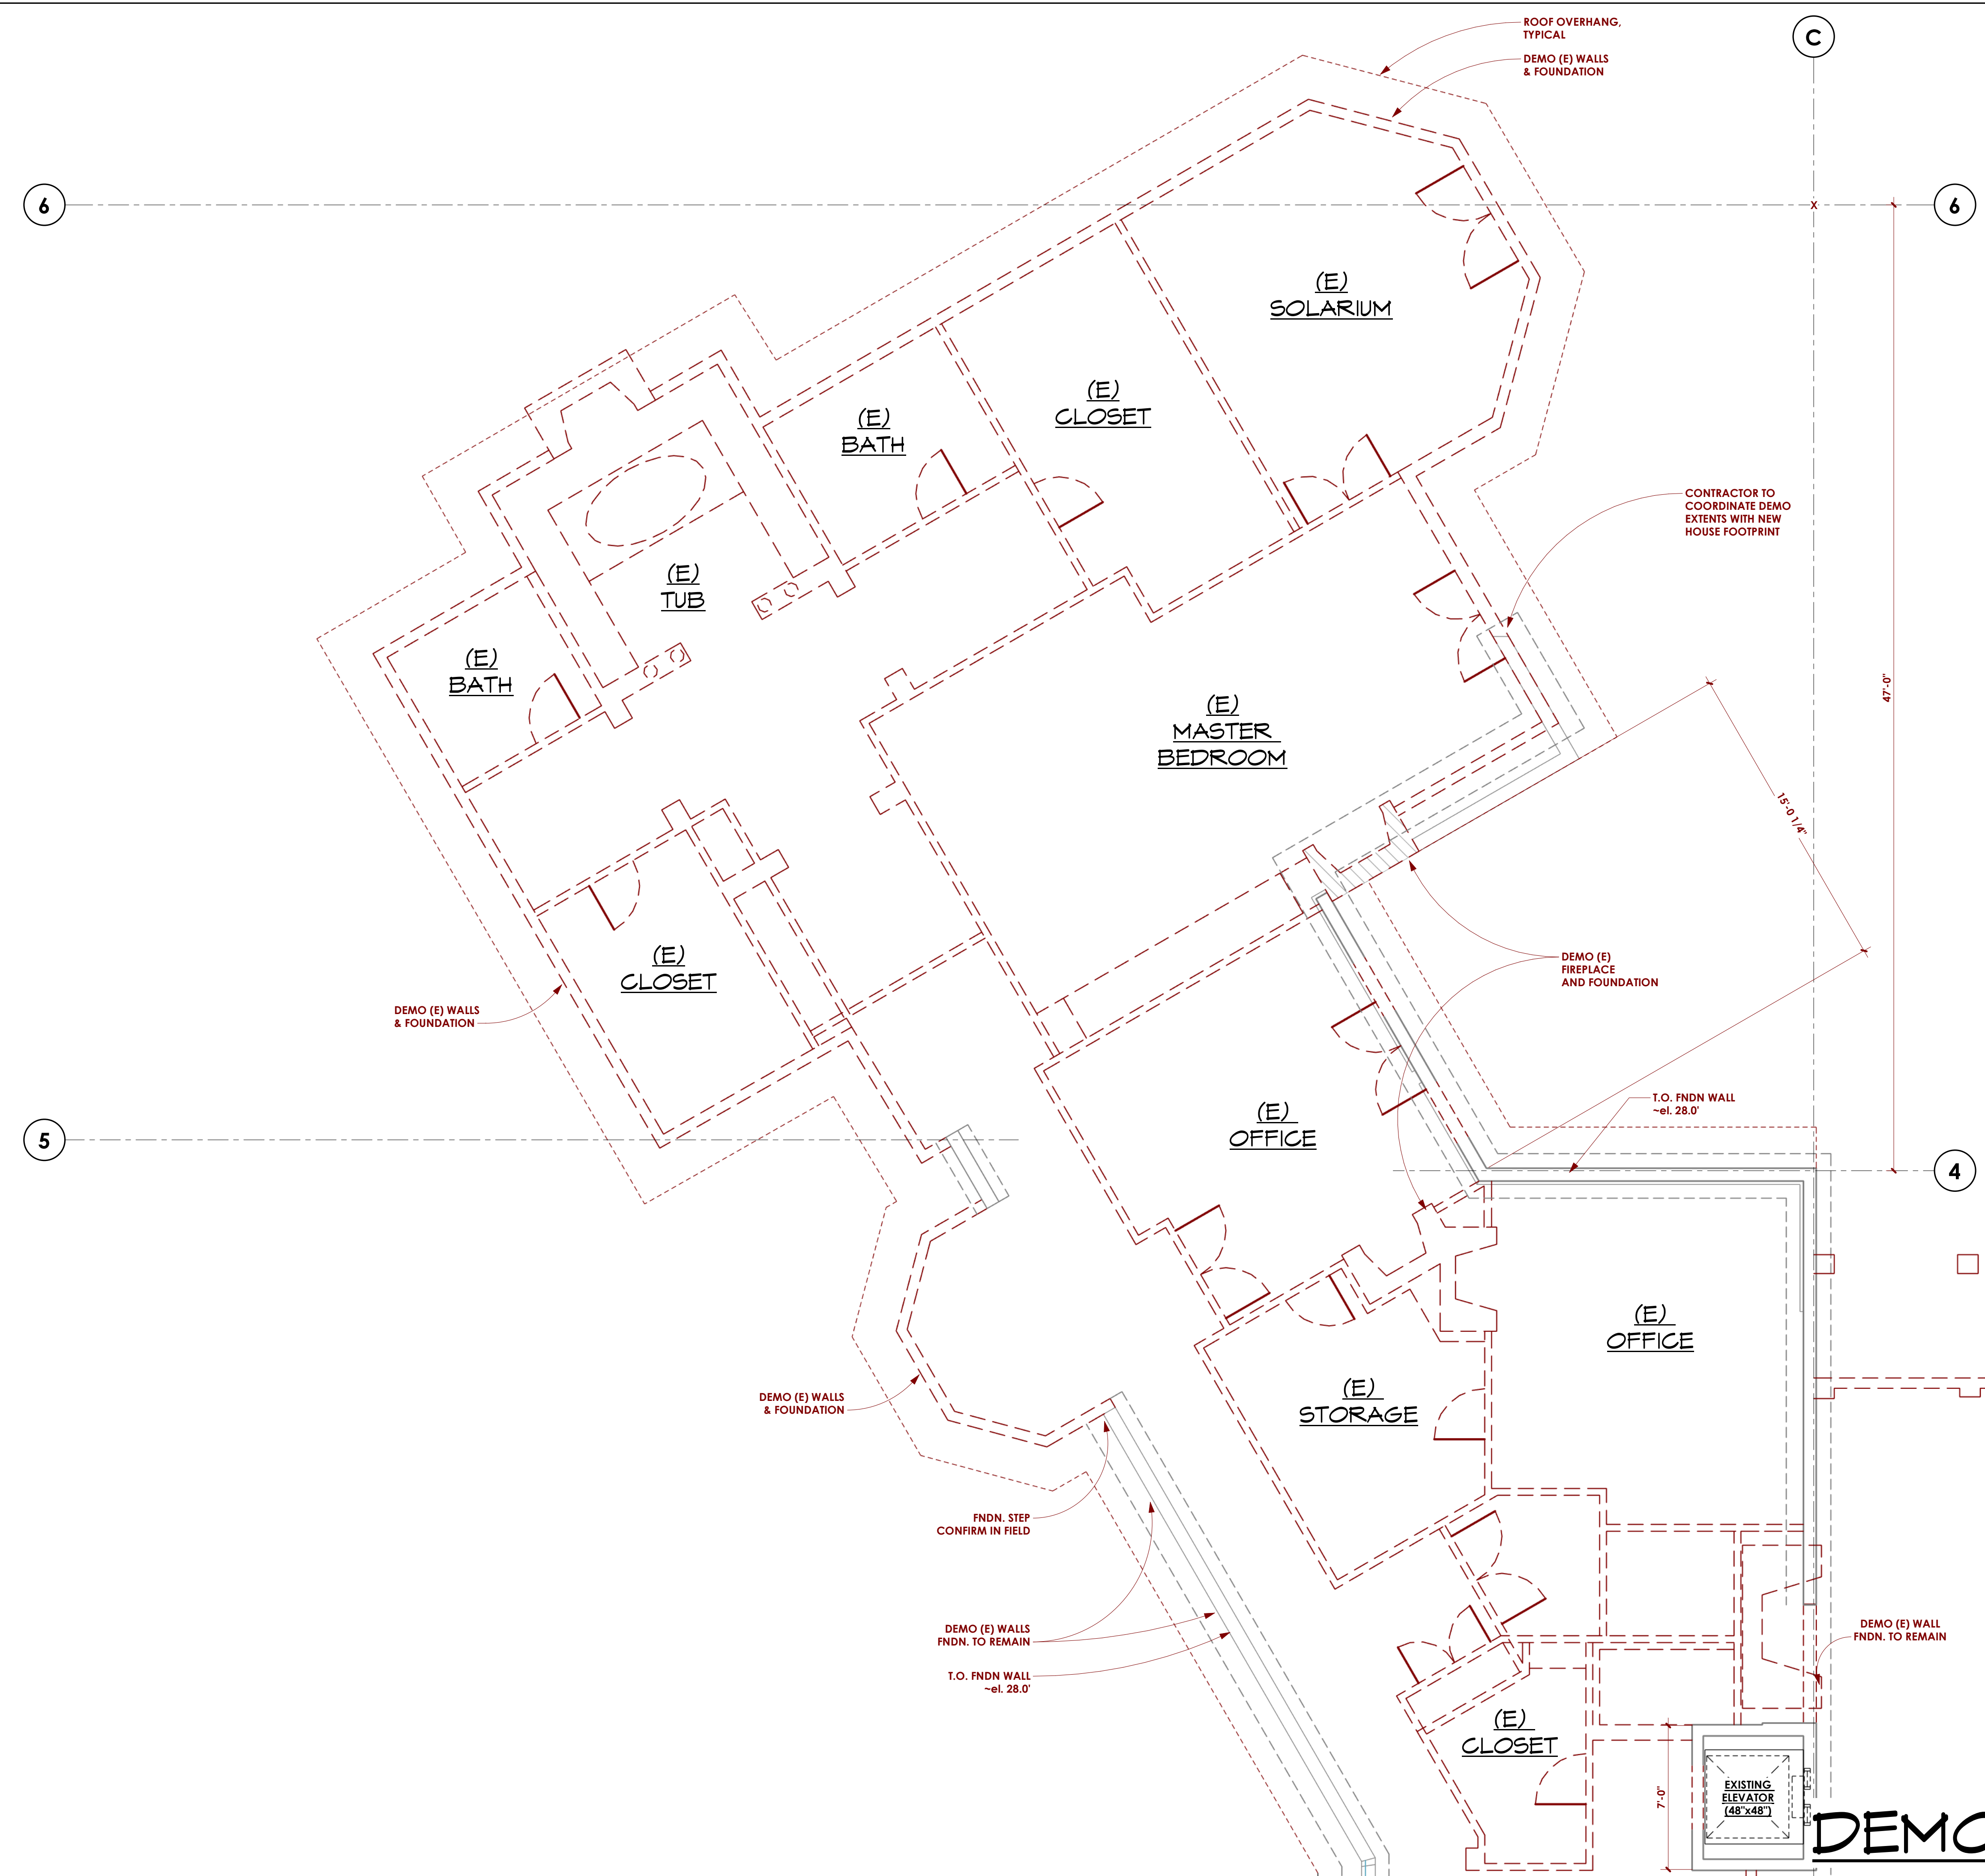 ROOF OVERHANG,
TYPICAL
DEMO (E) WALLS
& FOUNDATION
C
6
6
X
(E)
SOLARIUM
(E)
CLOSET
(E)
BATH
CONTRACTOR TO
COORDINATE DEMO
EXTENTS WITH NEW
HOUSE FOOTPRINT
(E)
TUB
(E)
BATH
(E)
MASTER
BEDROOM
47'-0"
15'-0 1/4"
(E)
CLOSET
DEMO (E)
FIREPLACE
AND FOUNDATION
DEMO (E) WALLS
& FOUNDATION
T.O. FNDN WALL
~el. 28.0'
(E)
OFFICE
5
4
(E)
OFFICE
DEMO (E) WALLS
& FOUNDATION
(E)
STORAGE
FNDN. STEP
CONFIRM IN FIELD
DEMO (E) WALLS
FNDN. TO REMAIN
DEMO (E) WALL
FNDN. TO REMAIN
T.O. FNDN WALL
~el. 28.0'
(E)
CLOSET
7'-0"
EXISTING
ELEVATOR
(48"x48")
DEMO